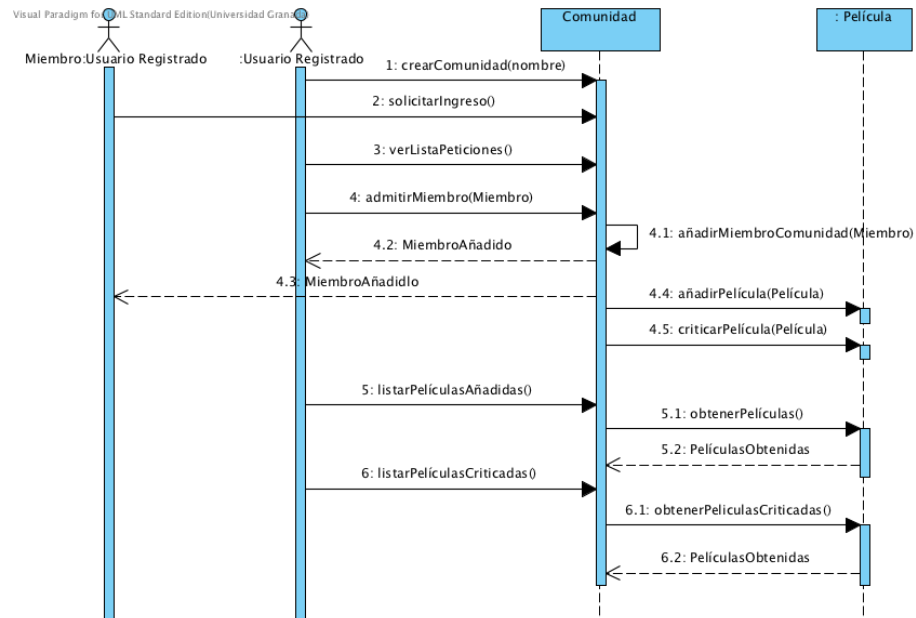 Visual Paradigm for UML Standard Edition(Universidad Granada)
Comunidad
: Película
Miembro:Usuario Registrado
:Usuario Registrado
1: crearComunidad(nombre)
2: solicitarIngreso()
3: verListaPeticiones()
4: admitirMiembro(Miembro)
4.1: añadirMiembroComunidad(Miembro)
4.2: MiembroAñadido
4.3: MiembroAñadidlo
4.4: añadirPelícula(Película)
4.5: criticarPelícula(Película)
5: listarPelículasAñadidas()
5.1: obtenerPelículas()
5.2: PelículasObtenidas
6: listarPelículasCriticadas()
6.1: obtenerPeliculasCriticadas()
6.2: PelículasObtenidas